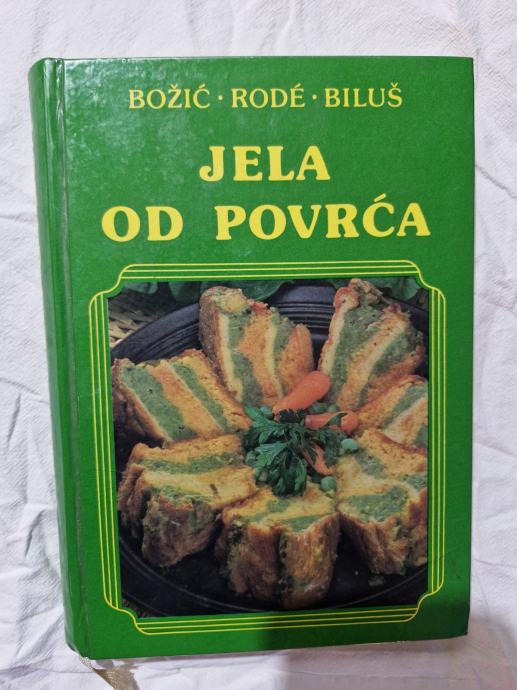 BOŽIĆ · RODÉ · BILUŠ
JELA
OD POVRĆA